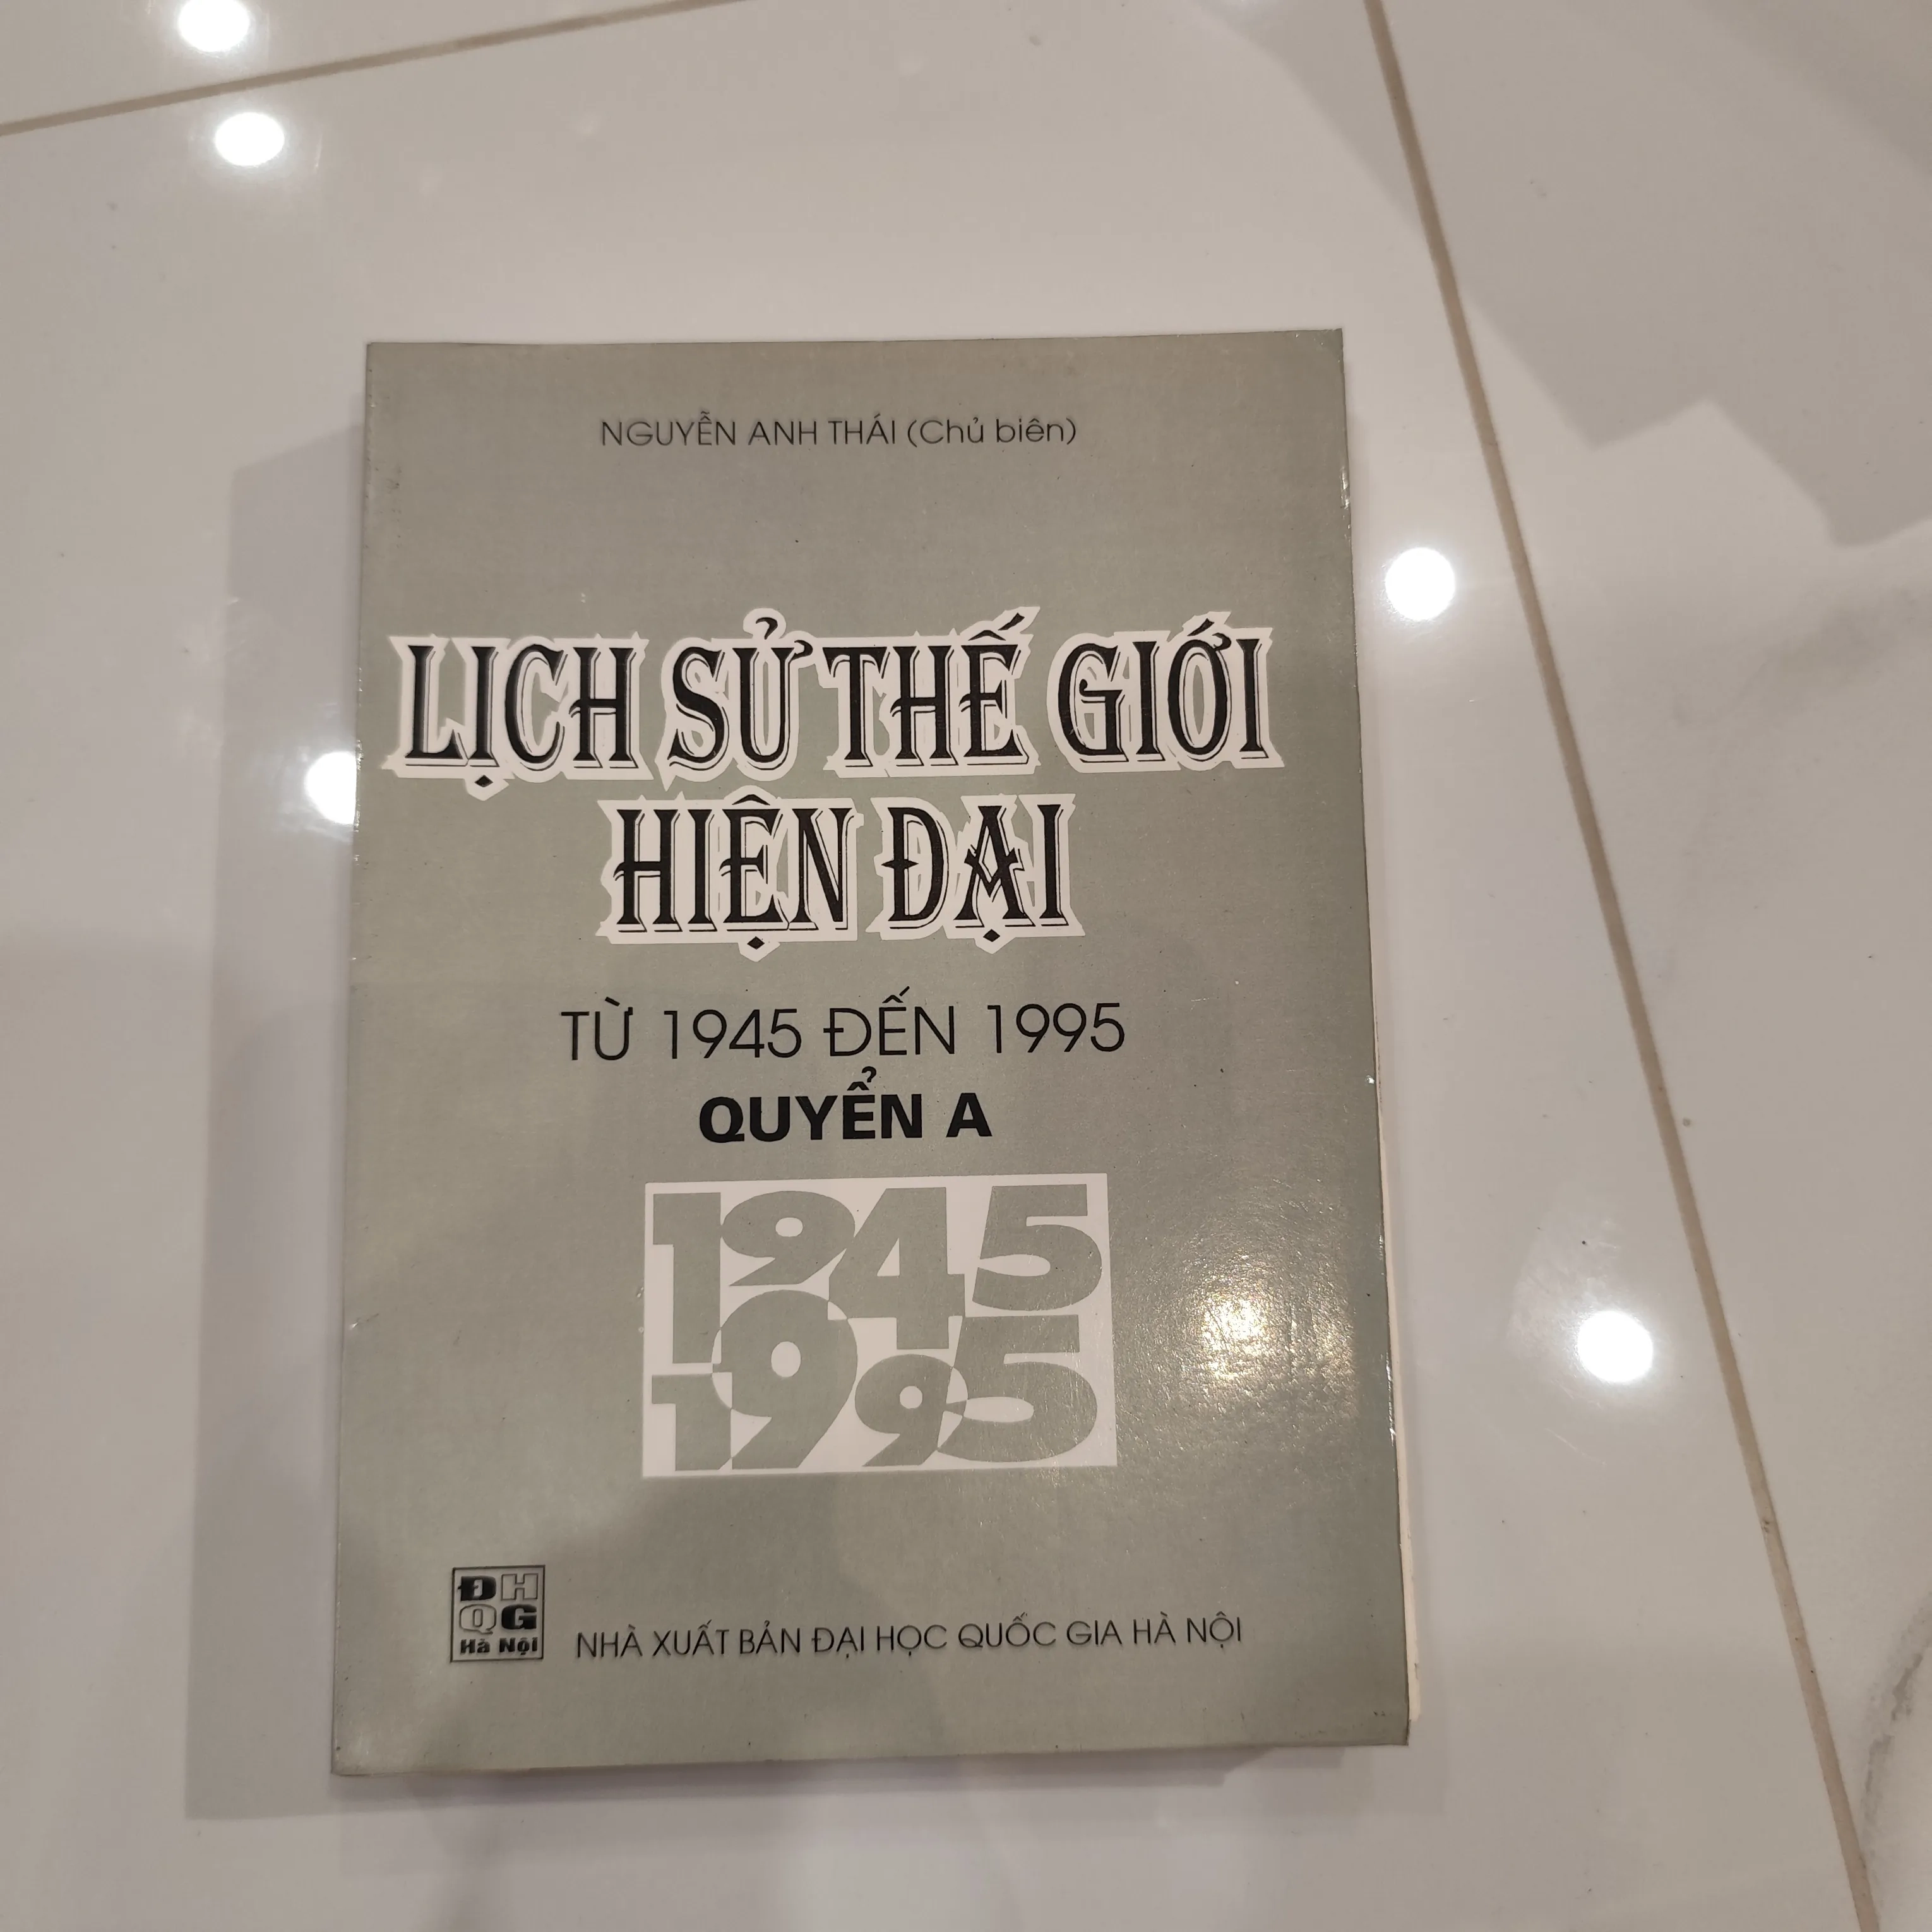 NGUYỄN ANH THÁI (Chủ biên)
LỊCH SỬ THẾ GIỚI
HIỆN ĐẠI
TỪ 1945 ĐẾN 1995
QUYỂN A
1945
1995
ĐH
QG
Hà Nội
NHÀ XUẤT BẢN ĐẠI HỌC QUỐC GIA HÀ NỘI